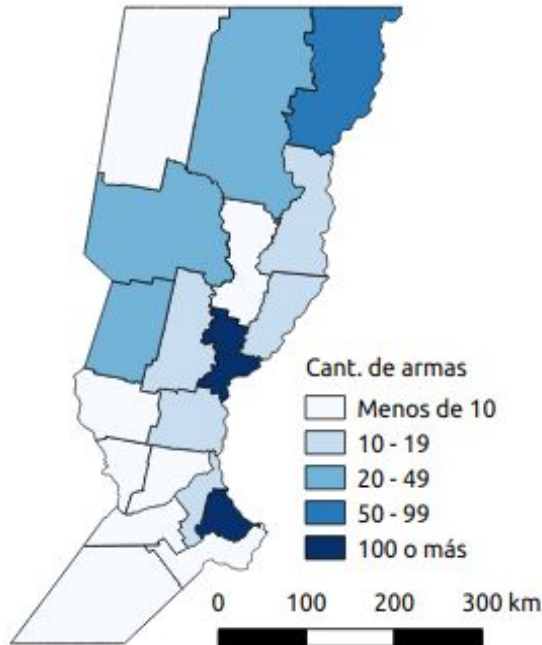 Cant. de armas
Menos de 10
10 - 19
20 - 49
50 - 99
100 o más
0 100 200 300 km